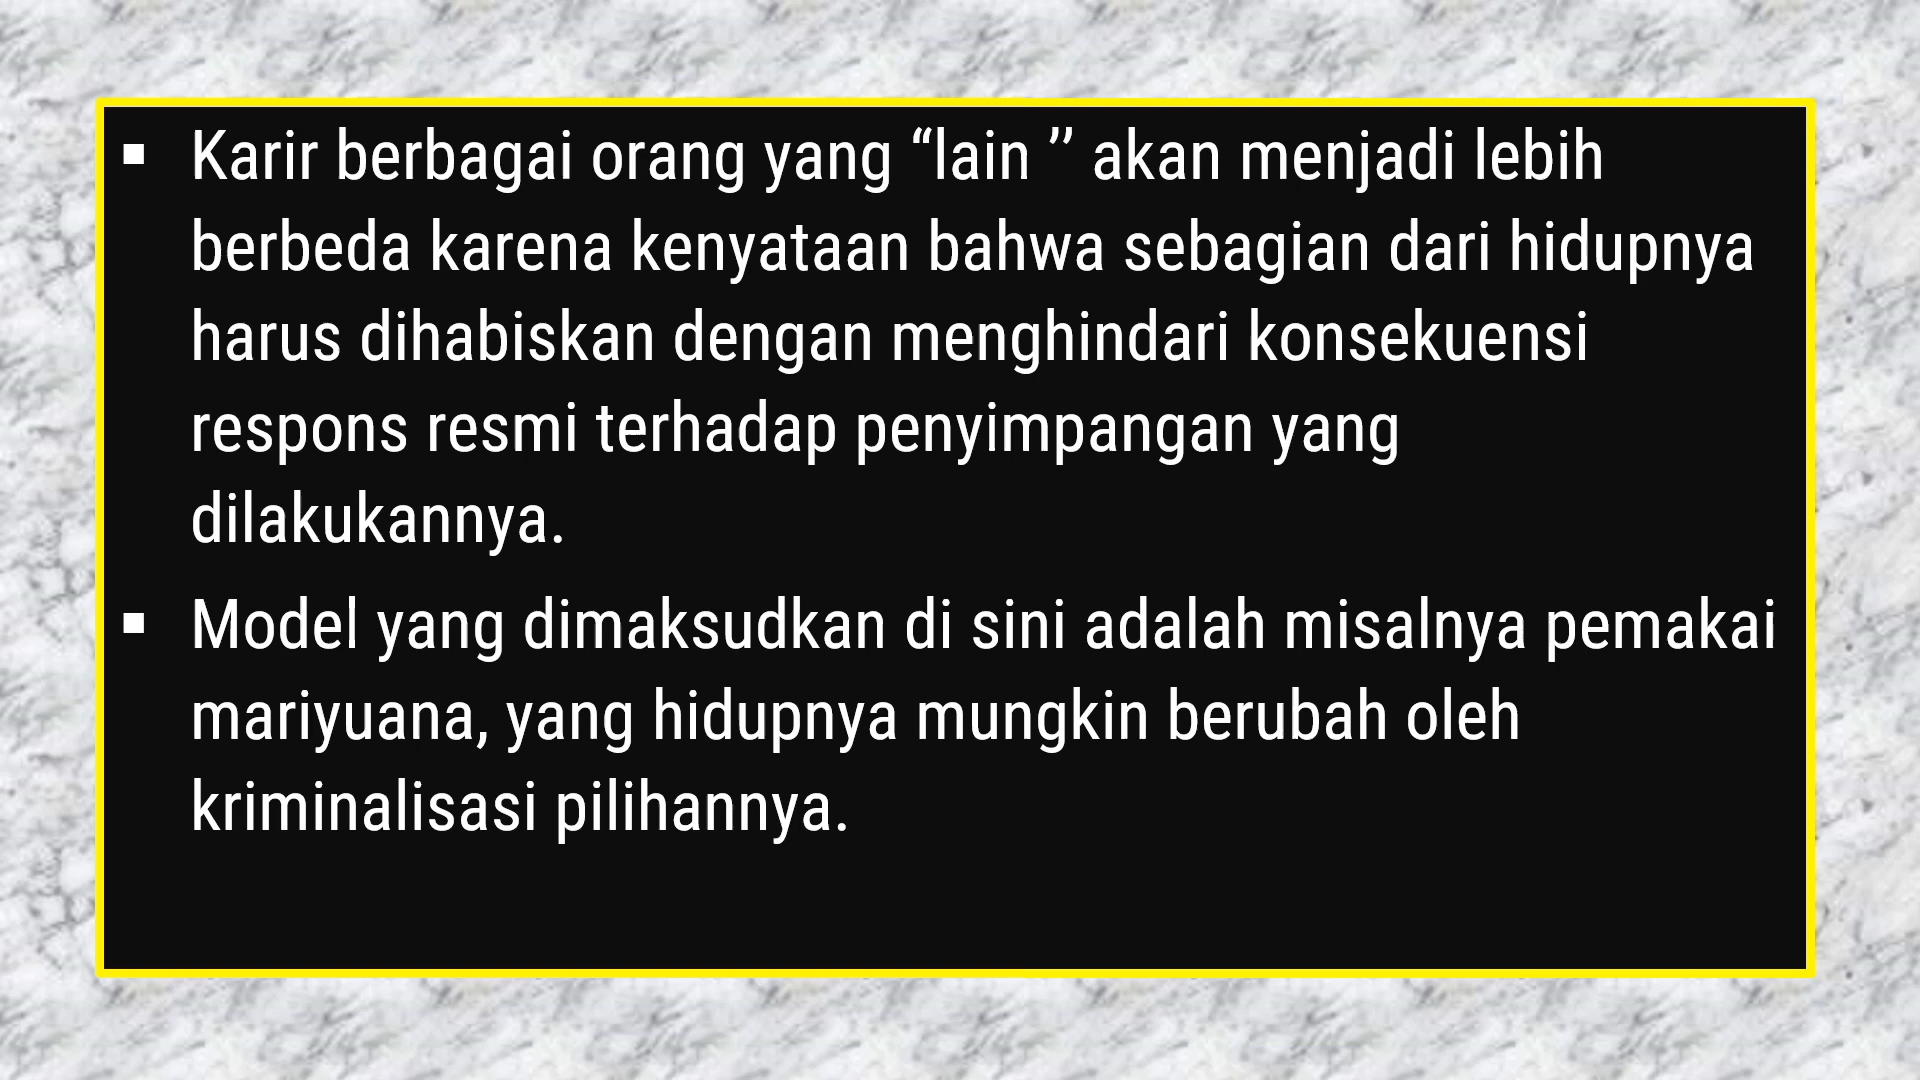 ▪ Karir berbagai orang yang “lain ’’ akan menjadi lebih
berbeda karena kenyataan bahwa sebagian dari hidupnya
harus dihabiskan dengan menghindari konsekuensi
respons resmi terhadap penyimpangan yang
dilakukannya.
▪ Model yang dimaksudkan di sini adalah misalnya pemakai
mariyuana, yang hidupnya mungkin berubah oleh
kriminalisasi pilihannya.